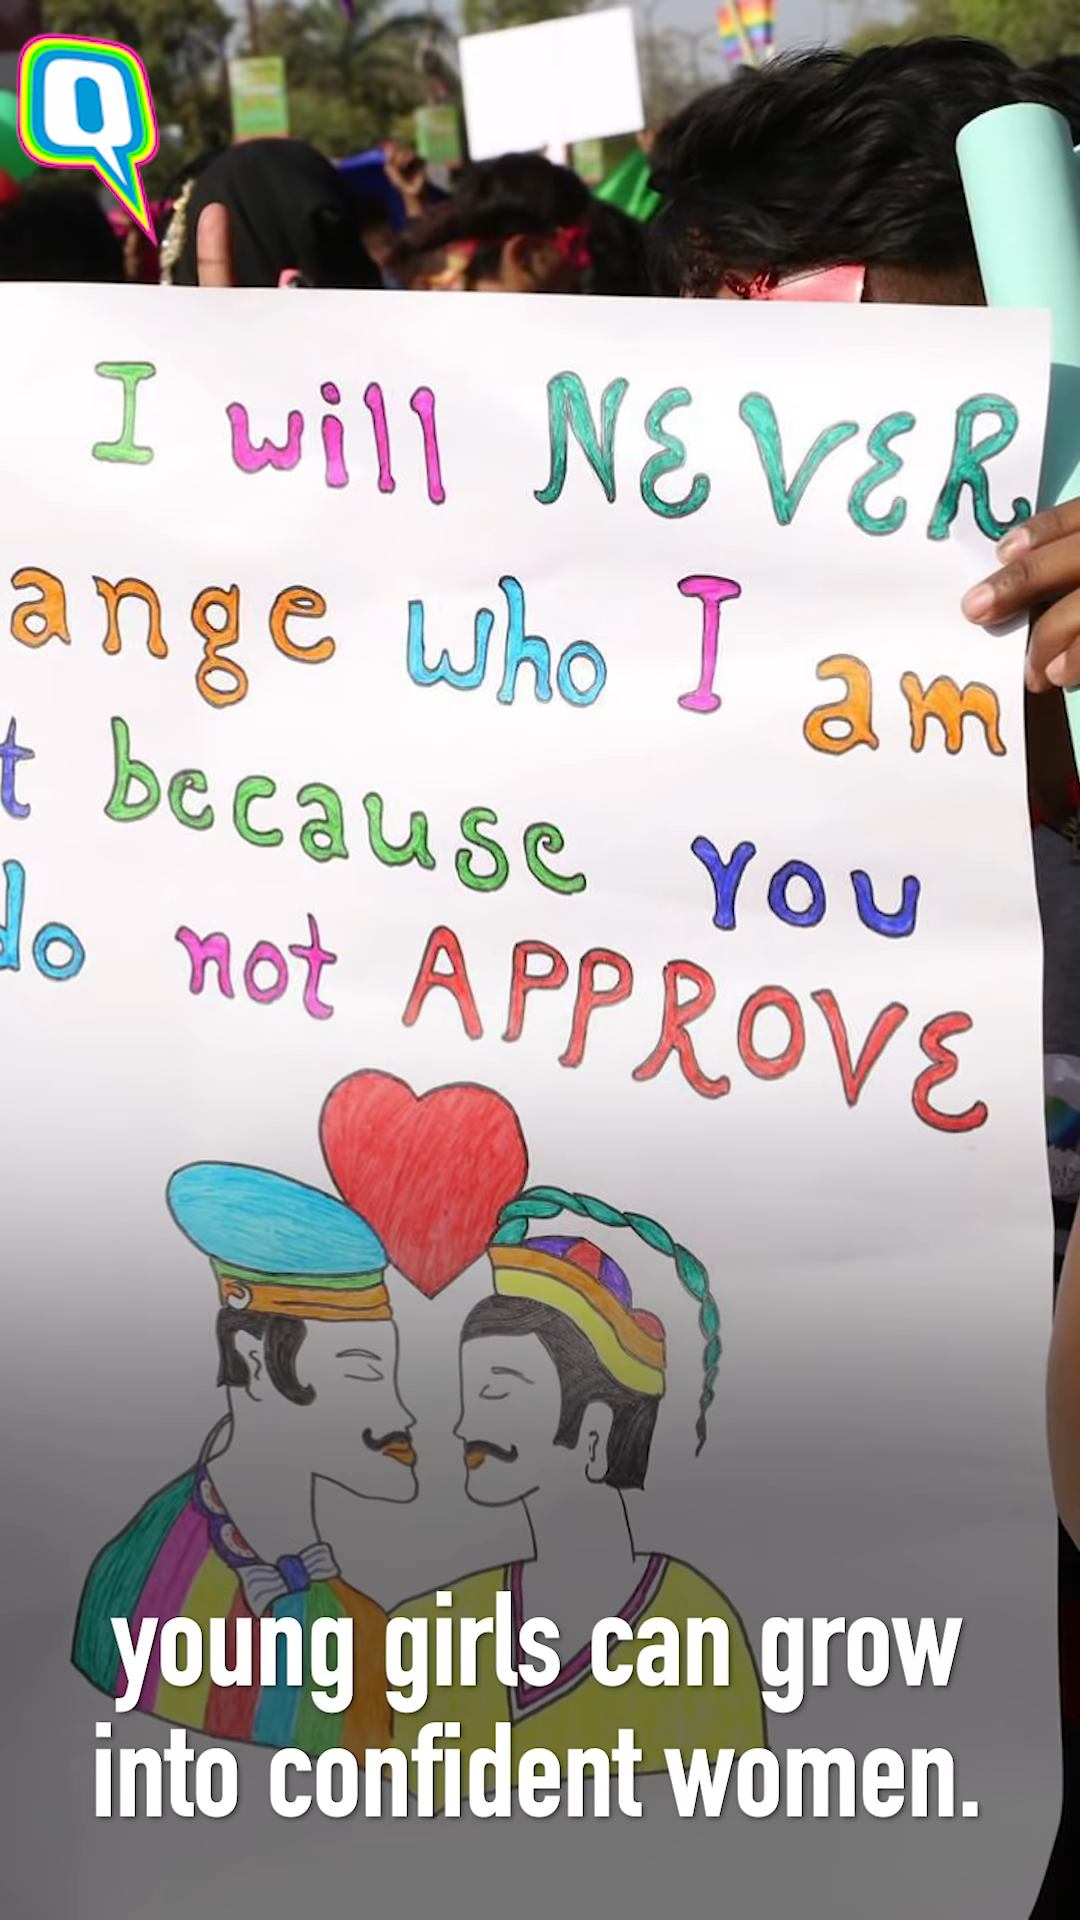 Q
I will NEVER
ange who I am
t because you
do not APPROVE
young girls can grow
into confident women.